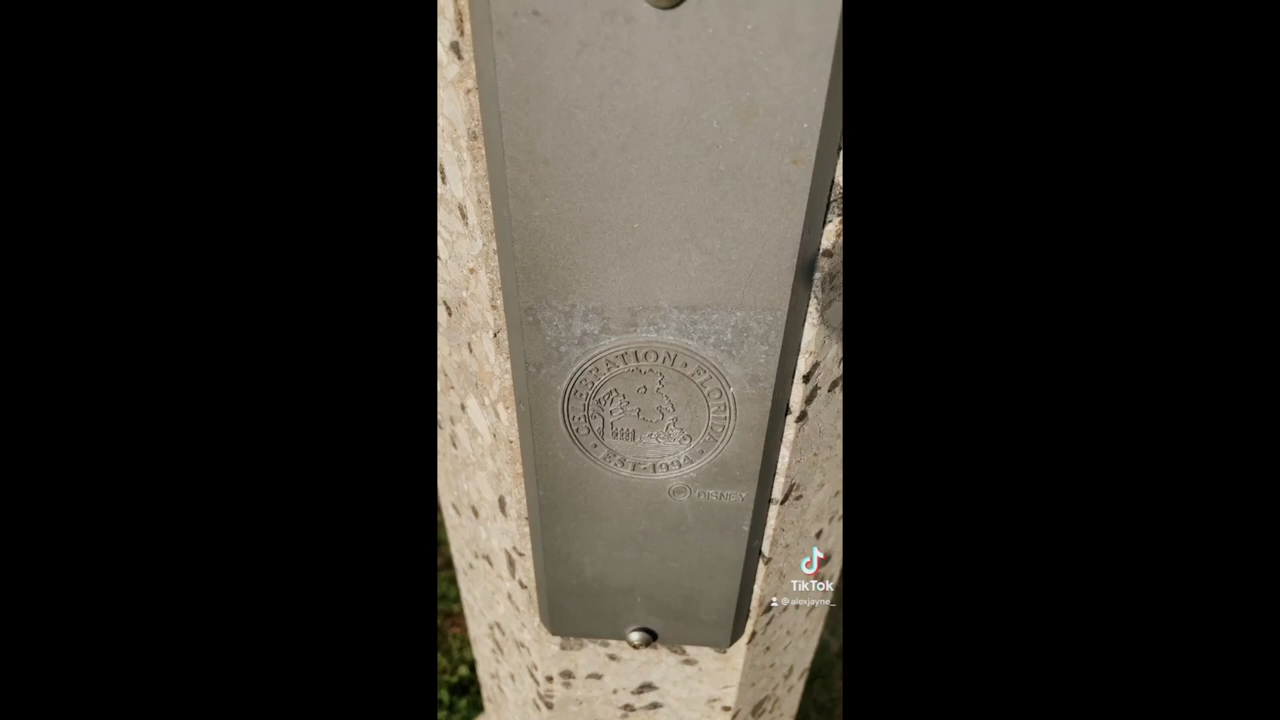 CELEBRATION • FLORIDA
• EST • 1994 •
© DISNEY
TikTok
@alexjayne_